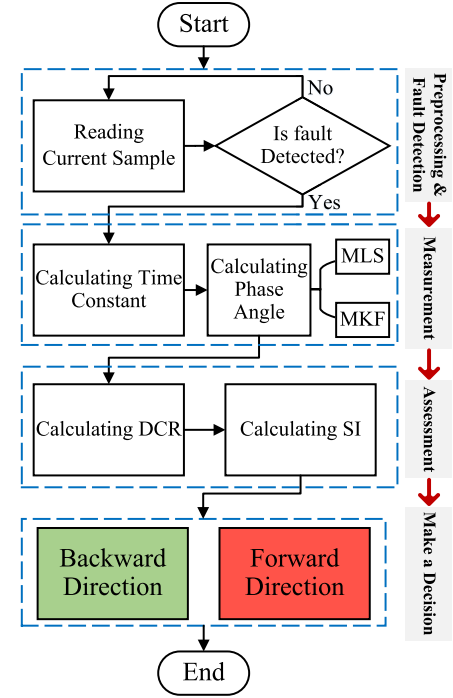 Start
No
Reading
Current Sample
Is fault
Detected?
Yes
Preprocessing &
Fault Detection
Calculating Time
Constant
Calculating
Phase
Angle
MLS
MKF
Measurement
Calculating DCR
Calculating SI
Assessment
Backward
Direction
Forward
Direction
Make a Decision
End